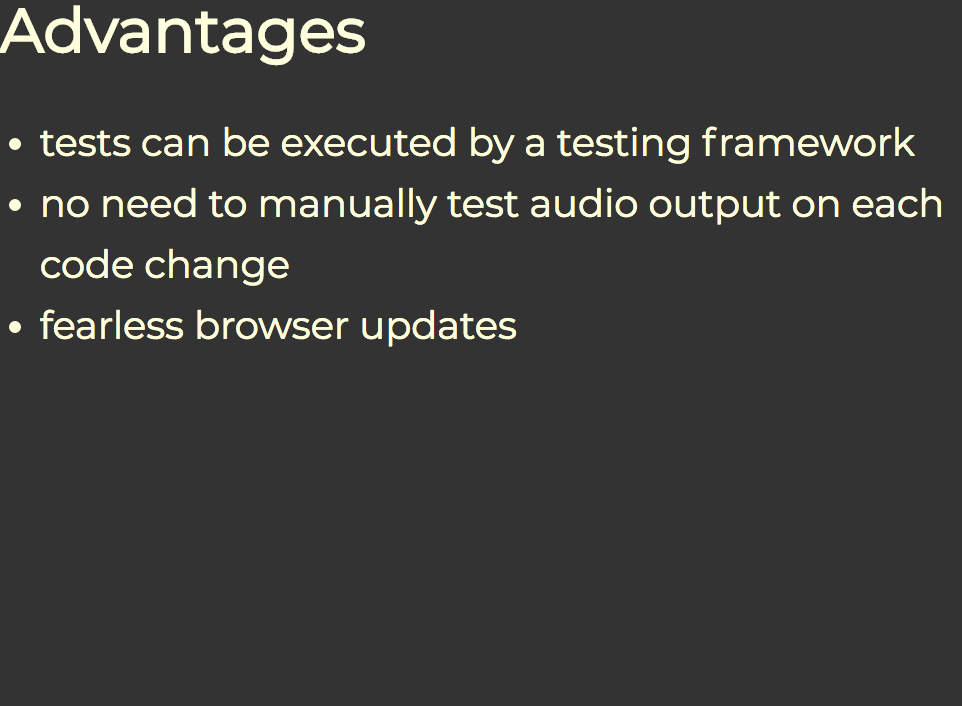 Advantages
• tests can be executed by a testing framework
• no need to manually test audio output on each
code change
• fearless browser updates